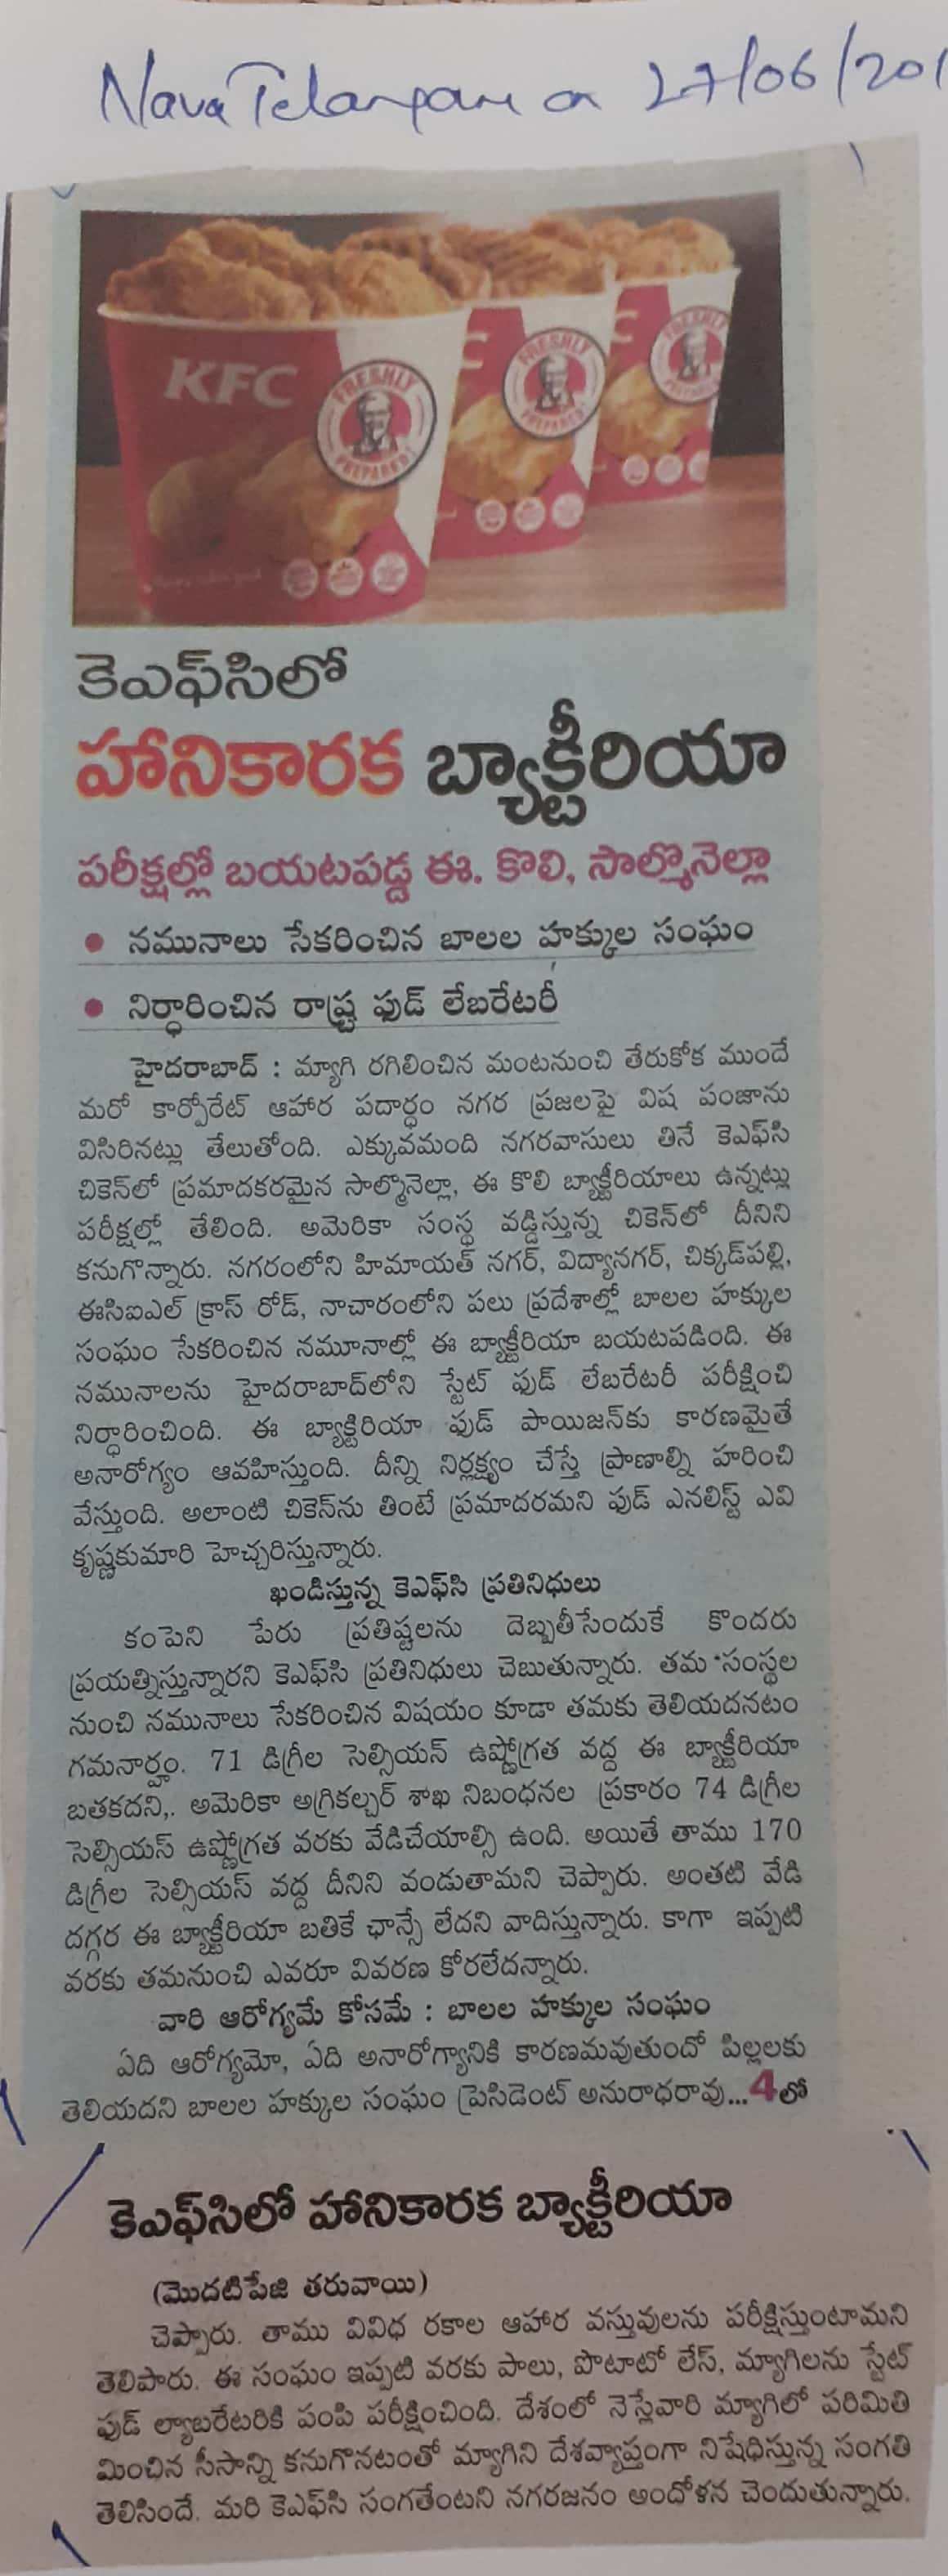 Nava Telangana on 27/06/201
KFC
FRESHLY
PREPARED
FRESHLY
PREPARED
FRESHLY
PREPARED
కెఎఫ్‌సిలో
హానికారక బ్యాక్టీరియా
పరీక్షల్లో బయటపడ్డ ఈ. కొలి, సాల్మొనెల్లా
• నమునాలు సేకరించిన బాలల హక్కుల సంఘం
• నిర్ధారించిన రాష్ట్ర ఫుడ్ లేబరేటరీ
హైదరాబాద్ : మ్యాగి రగిలించిన మంటనుంచి తేరుకోక ముందే
మరో కార్పోరేట్ ఆహార పదార్థం నగర ప్రజలపై విష పంజాను
విసిరినట్లు తేలుతోంది. ఎక్కువమంది నగరవాసులు తినే కెఎఫ్‌సి
చికెన్‌లో ప్రమాదకరమైన సాల్మొనెల్లా, ఈ కొలి బ్యాక్టీరియాలు ఉన్నట్లు
పరీక్షల్లో తేలింది. అమెరికా సంస్థ వడ్డిస్తున్న చికెన్‌లో దీనిని
కనుగొన్నారు. నగరంలోని హిమాయత్ నగర్, విద్యానగర్, చిక్కడ్‌పల్లి,
ఈసిఐఎల్ క్రాస్ రోడ్, నాచారంలోని పలు ప్రదేశాల్లో బాలల హక్కుల
సంఘం సేకరించిన నమూనాల్లో ఈ బ్యాక్టీరియా బయటపడింది. ఈ
నమునాలను హైదరాబాద్‌లోని స్టేట్ ఫుడ్ లేబరేటరీ పరీక్షించి
నిర్ధారించింది. ఈ బ్యాక్టిరియా ఫుడ్ పాయిజన్‌కు కారణమైతే
అనారోగ్యం ఆవహిస్తుంది. దీన్ని నిర్లక్ష్యం చేస్తే ప్రాణాల్ని హరించి
వేస్తుంది. అలాంటి చికెన్‌ను తింటే ప్రమాదరమని ఫుడ్ ఎనలిస్ట్ ఎవి
కృష్ణకుమారి హెచ్చరిస్తున్నారు.
ఖండిస్తున్న కెఎఫ్‌సి ప్రతినిధులు
కంపెని పేరు ప్రతిష్టలను దెబ్బతీసేందుకే కొందరు
ప్రయత్నిస్తున్నారని కెఎఫ్‌సి ప్రతినిధులు చెబుతున్నారు. తమ సంస్థల
నుంచి నమునాలు సేకరించిన విషయం కూడా తమకు తెలియదనటం
గమనార్హం. 71 డిగ్రీల సెల్సియన్ ఉష్ణోగ్రత వద్ద ఈ బ్యాక్టీరియా
బతకదని,. అమెరికా అగ్రికల్చర్ శాఖ నిబంధనల ప్రకారం 74 డిగ్రీల
సెల్సియస్ ఉష్ణోగ్రత వరకు వేడిచేయాల్సి ఉంది. అయితే తాము 170
డిగ్రీల సెల్సియస్ వద్ద దీనిని వండుతామని చెప్పారు. అంతటి వేడి
దగ్గర ఈ బ్యాక్టీరియా బతికే ఛాన్సే లేదని వాదిస్తున్నారు. కాగా ఇప్పటి
వరకు తమనుంచి ఎవరూ వివరణ కోరలేదన్నారు.
వారి ఆరోగ్యమే కోసమే : బాలల హక్కుల సంఘం
ఏది ఆరోగ్యమో, ఏది అనారోగ్యానికి కారణమవుతుందో పిల్లలకు
తెలియదని బాలల హక్కుల సంఘం ప్రెసిడెంట్ అనురాధరావు...4లో
కెఎఫ్‌సిలో హానికారక బ్యాక్టీరియా
(మొదటిపేజి తరువాయి)
చెప్పారు. తాము వివిధ రకాల ఆహార వస్తువులను పరీక్షిస్తుంటామని
తెలిపారు. ఈ సంఘం ఇప్పటి వరకు పాలు, పొటాటో లేస్, మ్యాగిలను స్టేట్
ఫుడ్ ల్యాబరేటరికి పంపి పరీక్షించింది. దేశంలో నెస్లేవారి మ్యాగిలో పరిమితి
మించిన సీసాన్ని కనుగొనటంతో మ్యాగిని దేశవ్యాప్తంగా నిషేధిస్తున్న సంగతి
తెలిసిందే. మరి కెఎఫ్‌సి సంగతేంటని నగరజనం ఆందోళన చెందుతున్నారు.